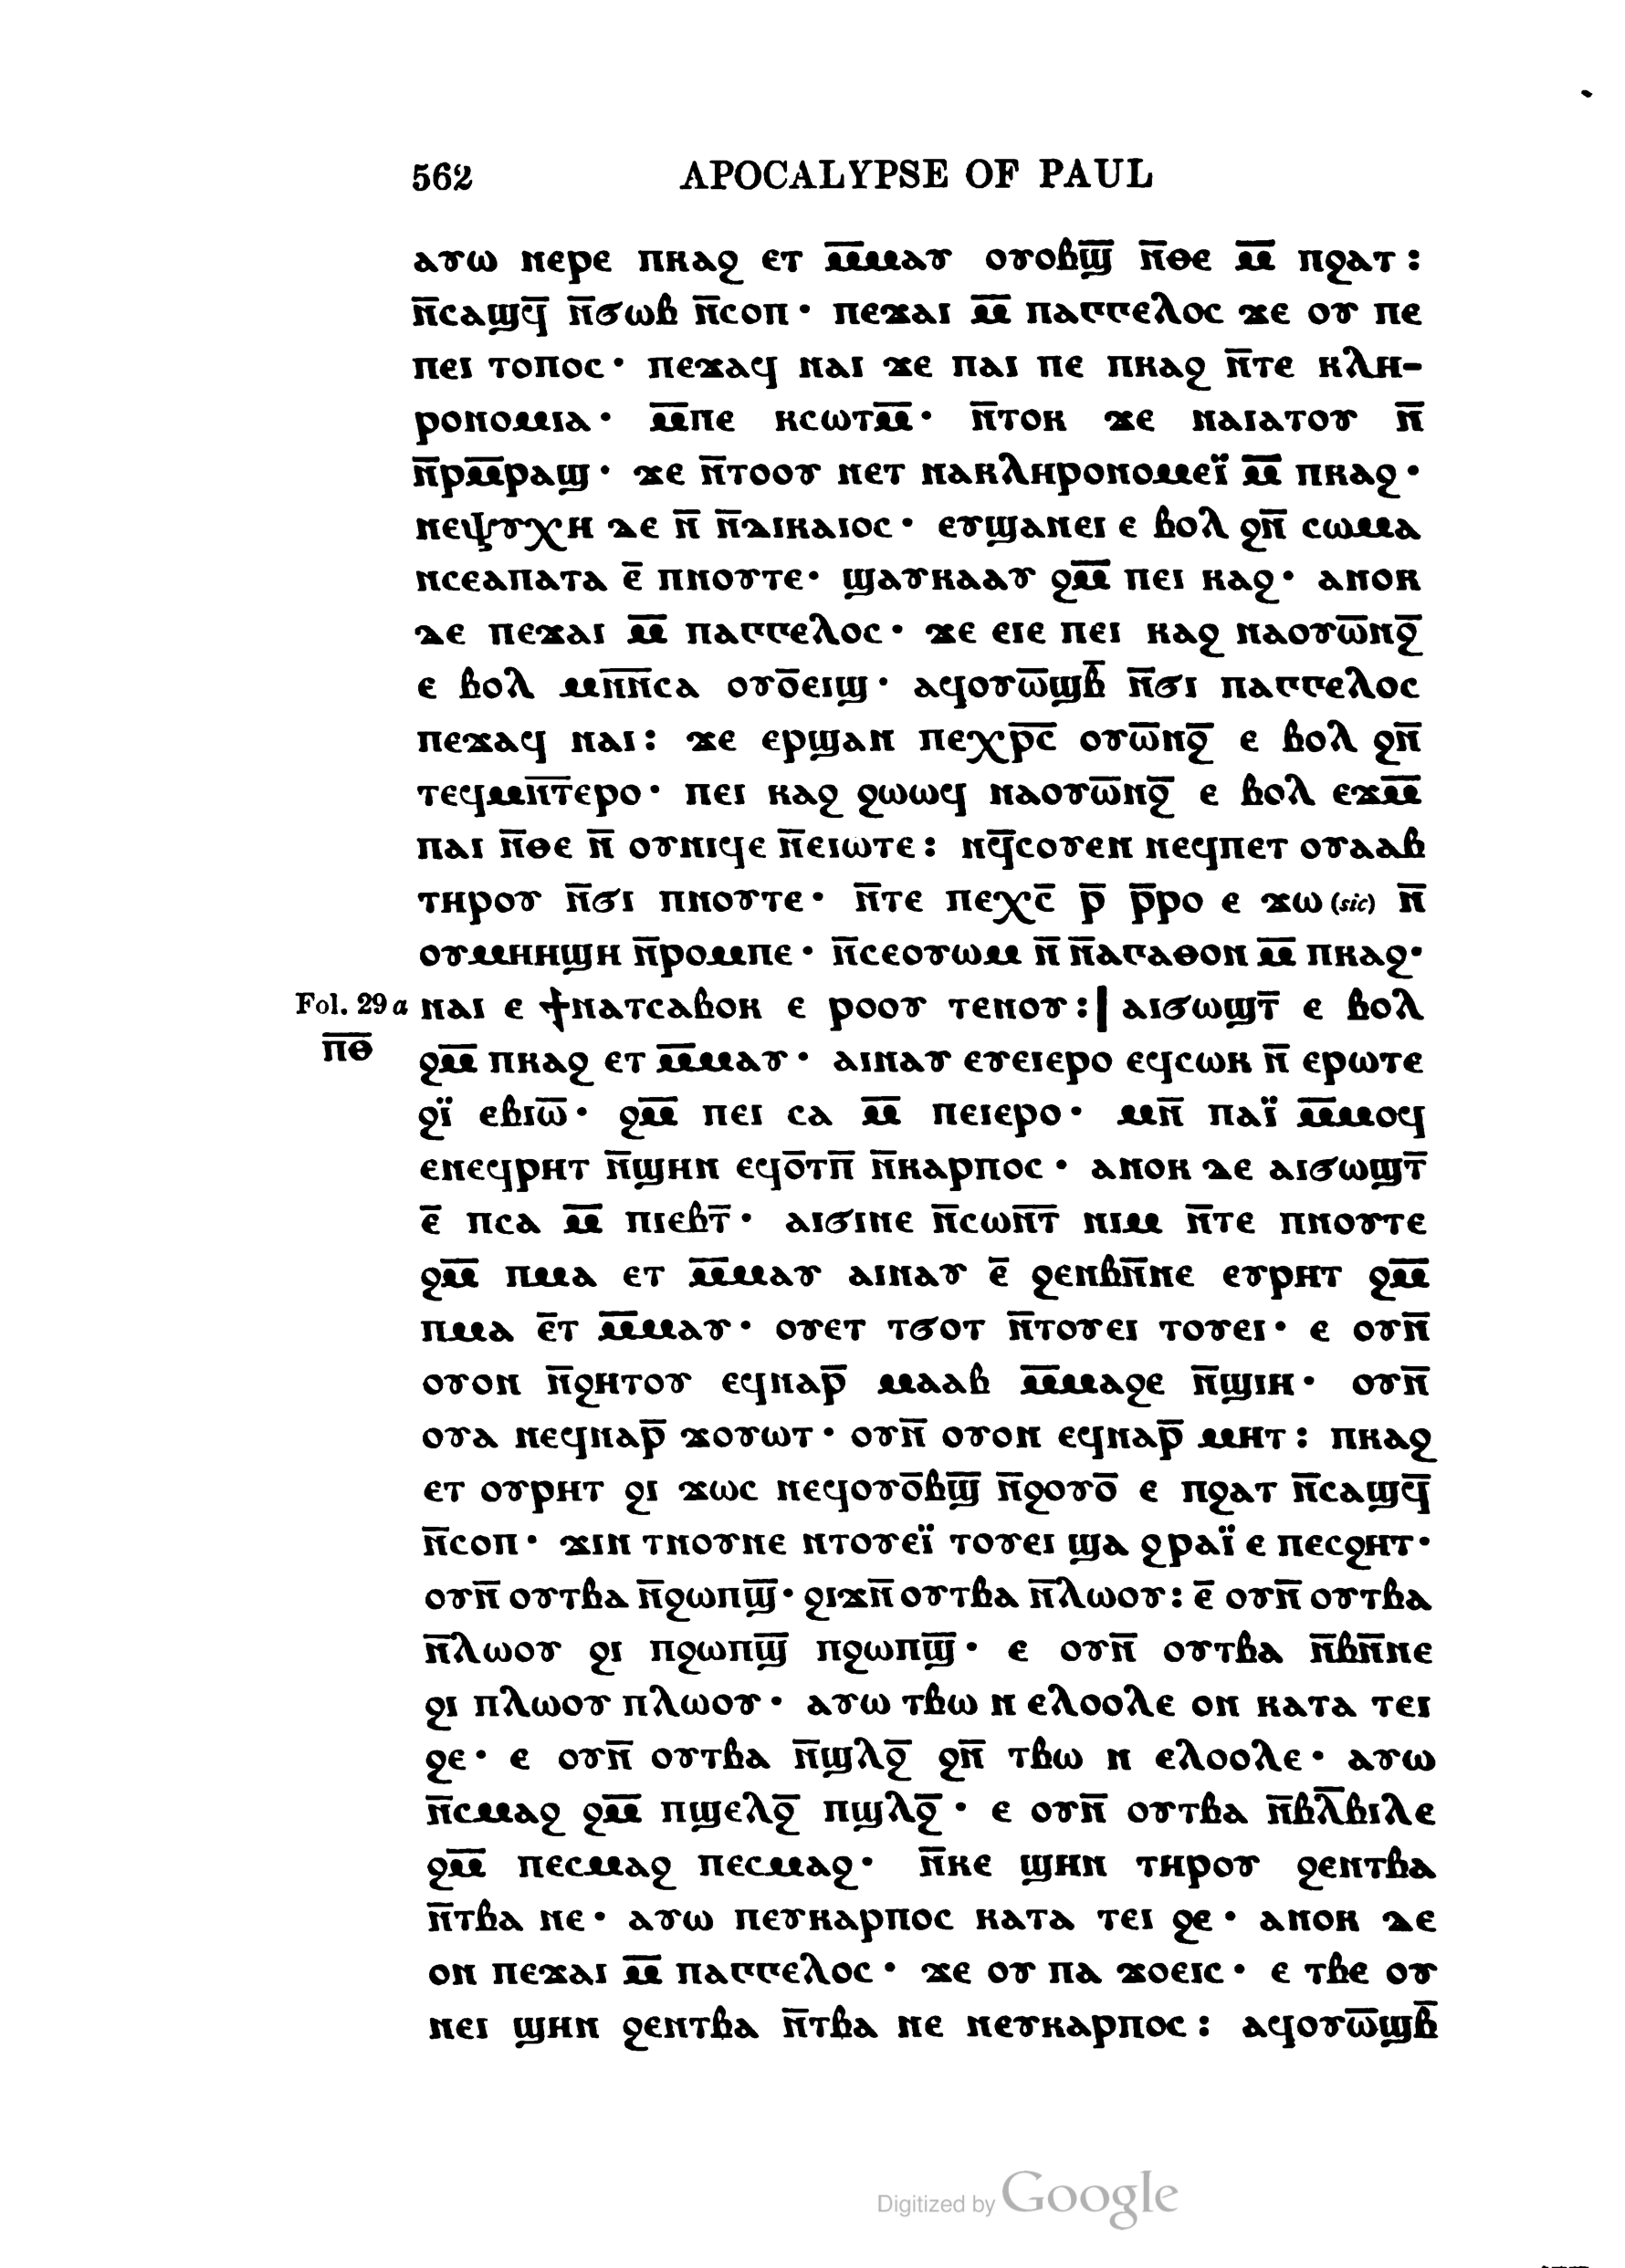 562 APOCALYPSE OF PAUL
ⲁⲩⲱ ⲛⲉⲣⲉ ⲡⲕⲁϩ ⲉⲧ ⲙ̅ⲙⲁⲩ ⲟⲩⲟⲃϣ̅ ⲛ̅ⲑⲉ ⲙ̅ ⲡϩⲁⲧ :
ⲛ̅ⲥⲁϣϥ̅ ⲛ̅ϭⲱⲃ ⲛ̅ⲥⲟⲡ · ⲡⲉϫⲁⲓ ⲙ̅ ⲡⲁⲅⲅⲉⲗⲟⲥ ϫⲉ ⲟⲩ ⲡⲉ
ⲡⲉⲓ ⲧⲟⲡⲟⲥ · ⲡⲉϫⲁϥ ⲛⲁⲓ ϫⲉ ⲡⲁⲓ ⲡⲉ ⲡⲕⲁϩ ⲛ̅ⲧⲉ ⲕⲗⲏ-
ⲣⲟⲛⲟⲙⲓⲁ · ⲙ̅ⲡⲉ ⲕⲥⲱⲧⲙ̅ · ⲛ̅ⲧⲟⲕ ϫⲉ ⲛⲁⲓⲁⲧⲟⲩ ⲛ̅
ⲛ̅ⲣⲙ̅ⲣⲁϣ · ϫⲉ ⲛ̅ⲧⲟⲟⲩ ⲛⲉⲧ ⲛⲁⲕⲗⲏⲣⲟⲛⲟⲙⲉⲓ̈ ⲙ̅ ⲡⲕⲁϩ ·
ⲛⲉⲯⲩⲭⲏ ⲇⲉ ⲛ̅ ⲛ̅ⲇⲓⲕⲁⲓⲟⲥ · ⲉⲩϣⲁⲛⲉⲓ ⲉ ⲃⲟⲗ ϩⲛ̅ ⲥⲱⲙⲁ
ⲛⲥⲉⲁⲡⲁⲧⲁ ⲉ̅ ⲡⲛⲟⲩⲧⲉ · ϣⲁⲩⲕⲁⲁⲩ ϩⲙ̅ ⲡⲉⲓ ⲕⲁϩ · ⲁⲛⲟⲕ
ⲇⲉ ⲡⲉϫⲁⲓ ⲙ̅ ⲡⲁⲅⲅⲉⲗⲟⲥ · ϫⲉ ⲉⲓⲉ ⲡⲉⲓ ⲕⲁϩ ⲛⲁⲟⲩⲱ̅ⲛϩ̅
ⲉ ⲃⲟⲗ ⲙⲛ̅ⲛ̅ⲥⲁ ⲟⲩⲟ̅ⲉⲓϣ · ⲁϥⲟⲩⲱ̅ϣⲃ̅ ⲛ̅ϭⲓ ⲡⲁⲅⲅⲉⲗⲟⲥ
ⲡⲉϫⲁϥ ⲛⲁⲓ : ϫⲉ ⲉⲣϣⲁⲛ ⲡⲉⲭⲣ̅ⲥ̅ ⲟⲩⲱ̅ⲛϩ̅ ⲉ ⲃⲟⲗ ϩⲛ̅
ⲧⲉϥⲙⲛ̅ⲧ̅ⲉⲣⲟ · ⲡⲉⲓ ⲕⲁϩ ϩⲱⲱϥ ⲛⲁⲟⲩⲱ̅ⲛϩ̅ ⲉ ⲃⲟⲗ ⲉϫⲙ̅
ⲡⲁⲓ ⲛ̅ⲑⲉ ⲛ̅ ⲟⲩⲛⲓϥⲉ ⲛ̅ⲉⲓⲱⲧⲉ : ⲛϥ̅ⲥⲟⲩⲉⲛ ⲛⲉϥⲡⲉⲧ ⲟⲩⲁⲁⲃ
ⲧⲏⲣⲟⲩ ⲛ̅ϭⲓ ⲡⲛⲟⲩⲧⲉ · ⲛ̅ⲧⲉ ⲡⲉⲭⲥ̅ ⲣ̅ ⲣ̅ⲣⲟ ⲉ ϫⲱ (sic) ⲛ̅
ⲟⲩⲙⲏⲏϣⲏ ⲛ̅ⲣⲟⲙⲡⲉ · ⲛ̅ⲥⲉⲟⲩⲱⲙ ⲛ̅ ⲛ̅ⲁⲅⲁⲑⲟⲛ ⲙ̅ ⲡⲕⲁϩ ·
Fol. 29 a ⲛⲁⲓ ⲉ ϯⲛⲁⲧⲥⲁⲃⲟⲕ ⲉ ⲣⲟⲟⲩ ⲧⲉⲛⲟⲩ : | ⲁⲓϭⲱϣⲧ̅ ⲉ ⲃⲟⲗ
ⲡ̅ⲑ̅ ϩⲙ̅ ⲡⲕⲁϩ ⲉⲧ ⲙ̅ⲙⲁⲩ · ⲁⲓⲛⲁⲩ ⲉⲩⲉⲓⲉⲣⲟ ⲉϥⲥⲱⲕ ⲛ̅ ⲉⲣⲱⲧⲉ
ϩⲓ̈ ⲉⲃⲓⲱ̅ · ϩⲙ̅ ⲡⲉⲓ ⲥⲁ ⲙ̅ ⲡⲉⲓⲉⲣⲟ · ⲙⲛ̅ ⲡⲁⲓ̈ ⲙ̅ⲙⲟϥ
ⲉⲛⲉϥⲣⲏⲧ ⲛ̅ϣⲏⲛ ⲉϥⲟ̅ⲧⲡ̅ ⲛ̅ⲕⲁⲣⲡⲟⲥ · ⲁⲛⲟⲕ ⲇⲉ ⲁⲓϭⲱϣⲧ̅
ⲉ̅ ⲡⲥⲁ ⲙ̅ ⲡⲓⲉⲃⲧ̅ · ⲁⲓϭⲓⲛⲉ ⲛ̅ⲥⲱⲛ̅ⲧ̅ ⲛⲓⲙ ⲛ̅ⲧⲉ ⲡⲛⲟⲩⲧⲉ
ϩⲙ̅ ⲡⲙⲁ ⲉⲧ ⲙ̅ⲙⲁⲩ ⲁⲓⲛⲁⲩ ⲉ̅ ϩⲉⲛⲃⲛ̅ⲛⲉ ⲉⲩⲣⲏⲧ ϩⲙ̅
ⲡⲙⲁ ⲉ̅ⲧ ⲙ̅ⲙⲁⲩ · ⲟⲩⲉⲧ ⲧϭⲟⲧ ⲛ̅ⲧⲟⲩⲉⲓ ⲧⲟⲩⲉⲓ · ⲉ ⲟⲩⲛ̅
ⲟⲩⲟⲛ ⲛ̅ϩⲏⲧⲟⲩ ⲉϥⲛⲁⲣ̅ ⲙⲁⲁⲃ ⲙ̅ⲙⲁϩⲉ ⲛ̅ϣⲓⲏ · ⲟⲩⲛ̅
ⲟⲩⲁ ⲛⲉϥⲛⲁⲣ̅ ϫⲟⲩⲱⲧ · ⲟⲩⲛ̅ ⲟⲩⲟⲛ ⲉϥⲛⲁⲣ̅ ⲙⲏⲧ : ⲡⲕⲁϩ
ⲉⲧ ⲟⲩⲣⲏⲧ ϩⲓ ϫⲱⲥ ⲛⲉϥⲟⲩⲟ̅ⲃϣ̅ ⲛ̅ϩⲟⲩⲟ̅ ⲉ ⲡϩⲁⲧ ⲛ̅ⲥⲁϣϥ̅
ⲛ̅ⲥⲟⲡ · ϫⲓⲛ ⲧⲛⲟⲩⲛⲉ ⲛⲧⲟⲩⲉⲓ̈ ⲧⲟⲩⲉⲓ ϣⲁ ϩⲣⲁⲓ̈ ⲉ ⲡⲉⲥϩⲏⲧ ·
ⲟⲩⲛ̅ ⲟⲩⲧⲃⲁ ⲛ̅ϩⲱⲡϣ̅ · ϩⲓϫⲛ̅ ⲟⲩⲧⲃⲁ ⲛ̅ⲗⲱⲟⲩ : ⲉ̅ ⲟⲩⲛ̅ ⲟⲩⲧⲃⲁ
ⲛ̅ⲗⲱⲟⲩ ϩⲓ ⲡϩⲱⲡϣ̅ ⲡϩⲱⲡϣ̅ · ⲉ ⲟⲩⲛ̅ ⲟⲩⲧⲃⲁ ⲛ̅ⲃⲛ̅ⲛⲉ
ϩⲓ ⲡⲗⲱⲟⲩ ⲡⲗⲱⲟⲩ · ⲁⲩⲱ ⲧⲃⲱ ⲛ ⲉⲗⲟⲟⲗⲉ ⲟⲛ ⲕⲁⲧⲁ ⲧⲉⲓ
ϩⲉ · ⲉ ⲟⲩⲛ̅ ⲟⲩⲧⲃⲁ ⲛ̅ϣⲗϩ̅ ϩⲛ̅ ⲧⲃⲱ ⲛ ⲉⲗⲟⲟⲗⲉ · ⲁⲩⲱ
ⲛ̅ⲥⲙⲁϩ ϩⲙ̅ ⲡϣⲉⲗϩ̅ ⲡϣⲗϩ̅ · ⲉ ⲟⲩⲛ̅ ⲟⲩⲧⲃⲁ ⲛ̅ⲃⲗ̅ⲃⲓⲗⲉ
ϩⲙ̅ ⲡⲉⲥⲙⲁϩ ⲡⲉⲥⲙⲁϩ · ⲛ̅ⲕⲉ ϣⲏⲛ ⲧⲏⲣⲟⲩ ϩⲉⲛⲧⲃⲁ
ⲛ̅ⲧⲃⲁ ⲛⲉ · ⲁⲩⲱ ⲡⲉⲩⲕⲁⲣⲡⲟⲥ ⲕⲁⲧⲁ ⲧⲉⲓ ϩⲉ · ⲁⲛⲟⲕ ⲇⲉ
ⲟⲛ ⲡⲉϫⲁⲓ ⲙ̅ ⲡⲁⲅⲅⲉⲗⲟⲥ · ϫⲉ ⲟⲩ ⲡⲁ ϫⲟⲉⲓⲥ · ⲉ ⲧⲃⲉ ⲟⲩ
ⲛⲉⲓ ϣⲏⲛ ϩⲉⲛⲧⲃⲁ ⲛ̅ⲧⲃⲁ ⲛⲉ ⲛⲉⲩⲕⲁⲣⲡⲟⲥ : ⲁϥⲟⲩⲱ̅ϣⲃ̅
Digitized by Google